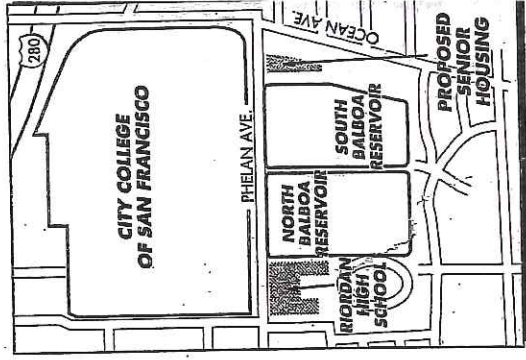 280
CITY COLLEGE
OF SAN FRANCISCO
PHELAN AVE.
OCEAN AVE.
NORTH
BALBOA
RESERVOIR
SOUTH
BALBOA
RESERVOIR
RIORDAN
HIGH
SCHOOL
PROPOSED
SENIOR
HOUSING